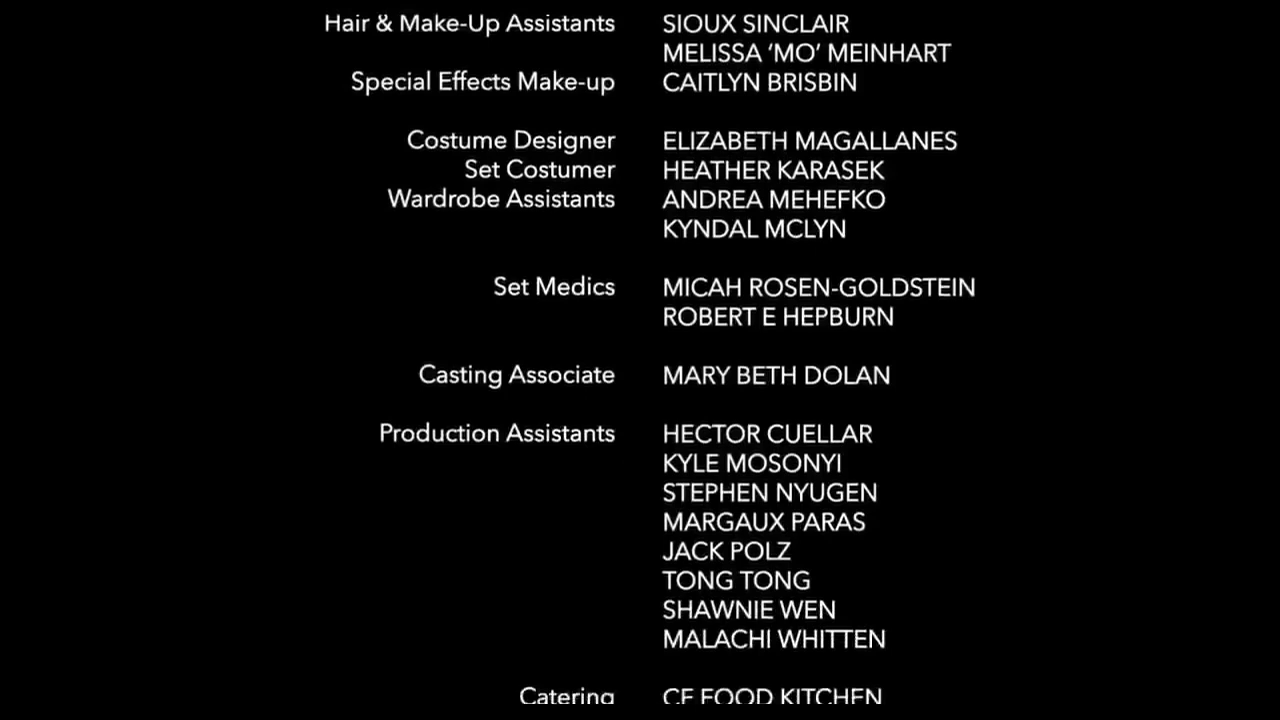 Hair & Make-Up Assistants SIOUX SINCLAIR
MELISSA ‘MO’ MEINHART
Special Effects Make-up CAITLYN BRISBIN
Costume Designer ELIZABETH MAGALLANES
Set Costumer HEATHER KARASEK
Wardrobe Assistants ANDREA MEHEFKO
KYNDAL MCLYN
Set Medics MICAH ROSEN-GOLDSTEIN
ROBERT E HEPBURN
Casting Associate MARY BETH DOLAN
Production Assistants HECTOR CUELLAR
KYLE MOSONYI
STEPHEN NYUGEN
MARGAUX PARAS
JACK POLZ
TONG TONG
SHAWNIE WEN
MALACHI WHITTEN
Catering CF FOOD KITCHEN